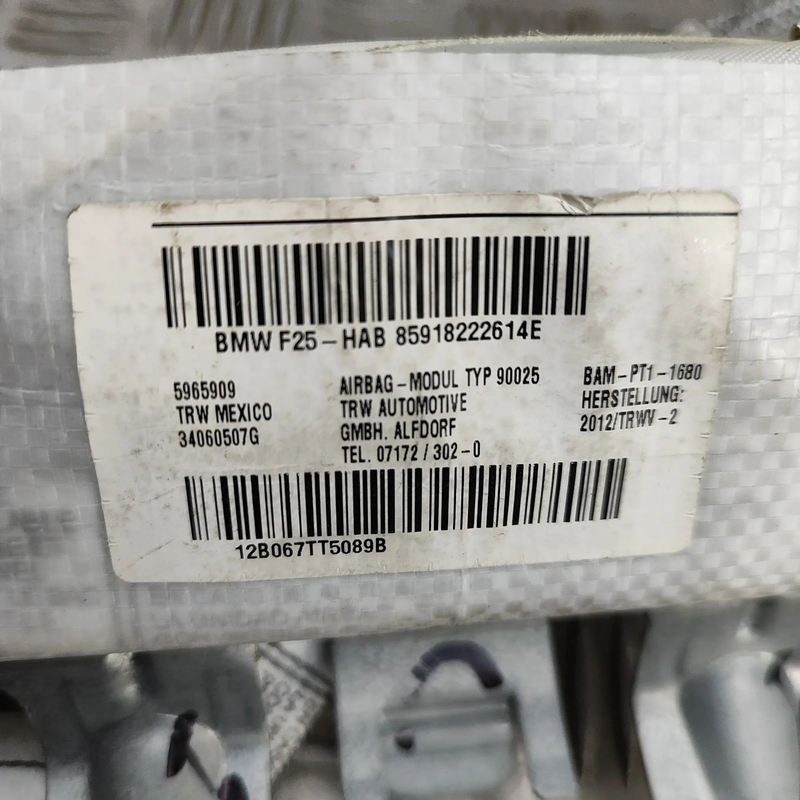 BMW F25-HAB 85918222614E
5965909
TRW MEXICO
34060507G
AIRBAG-MODUL TYP 90025
TRW AUTOMOTIVE
GMBH. ALFDORF
TEL. 07172 / 302-0
BAM-PT1-1680
HERSTELLUNG:
2012/TRWV-2
12B067TT5089B